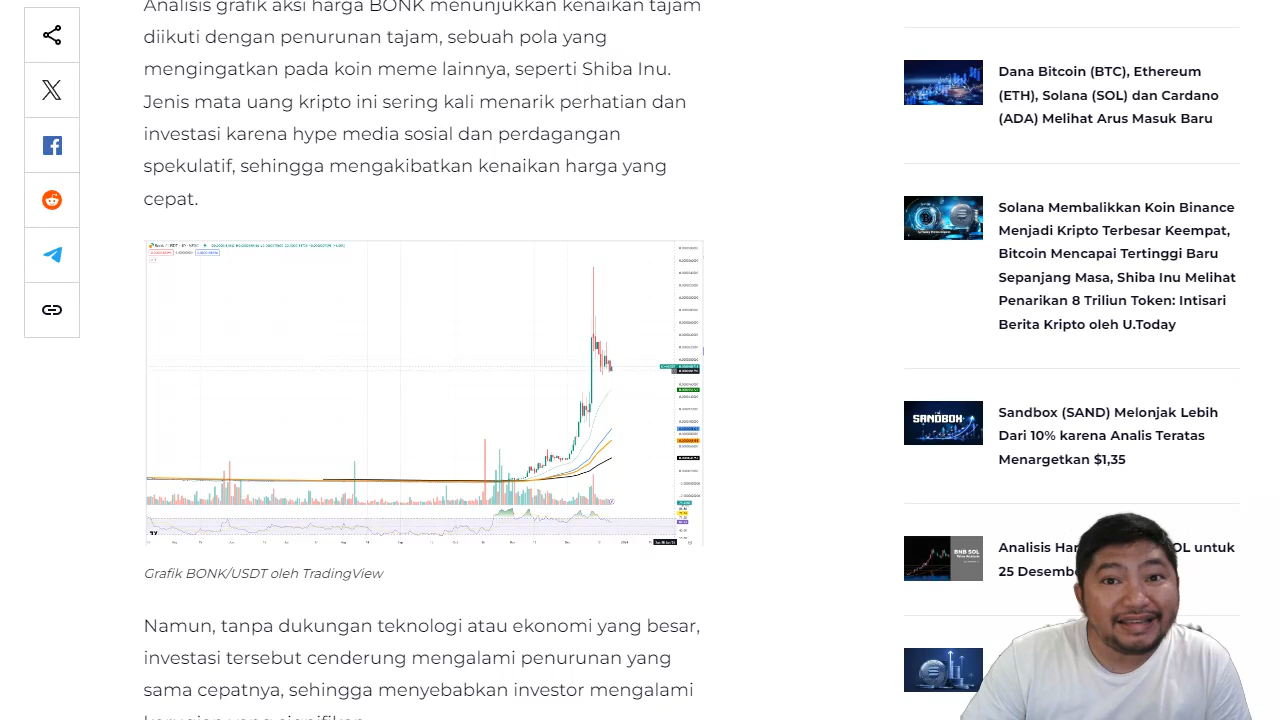 Analisis grafik aksi harga BONK menunjukkan kenaikan tajam
diikuti dengan penurunan tajam, sebuah pola yang
mengingatkan pada koin meme lainnya, seperti Shiba Inu.
Jenis mata uang kripto ini sering kali menarik perhatian dan
investasi karena hype media sosial dan perdagangan
spekulatif, sehingga mengakibatkan kenaikan harga yang
cepat.
Grafik BONK/USDT oleh TradingView
Namun, tanpa dukungan teknologi atau ekonomi yang besar,
investasi tersebut cenderung mengalami penurunan yang
sama cepatnya, sehingga menyebabkan investor mengalami
kerugian yang signifikan.
Dana Bitcoin (BTC), Ethereum
(ETH), Solana (SOL) dan Cardano
(ADA) Melihat Arus Masuk Baru
Solana Membalikkan Koin Binance
Menjadi Kripto Terbesar Keempat,
Bitcoin Mencapai Tertinggi Baru
Sepanjang Masa, Shiba Inu Melihat
Penarikan 8 Triliun Token: Intisari
Berita Kripto oleh U.Today
SANDBOX
Sandbox (SAND) Melonjak Lebih
Dari 10% karena Analis Teratas
Menargetkan $1,35
BNB SOL
Analisis OL untuk
25